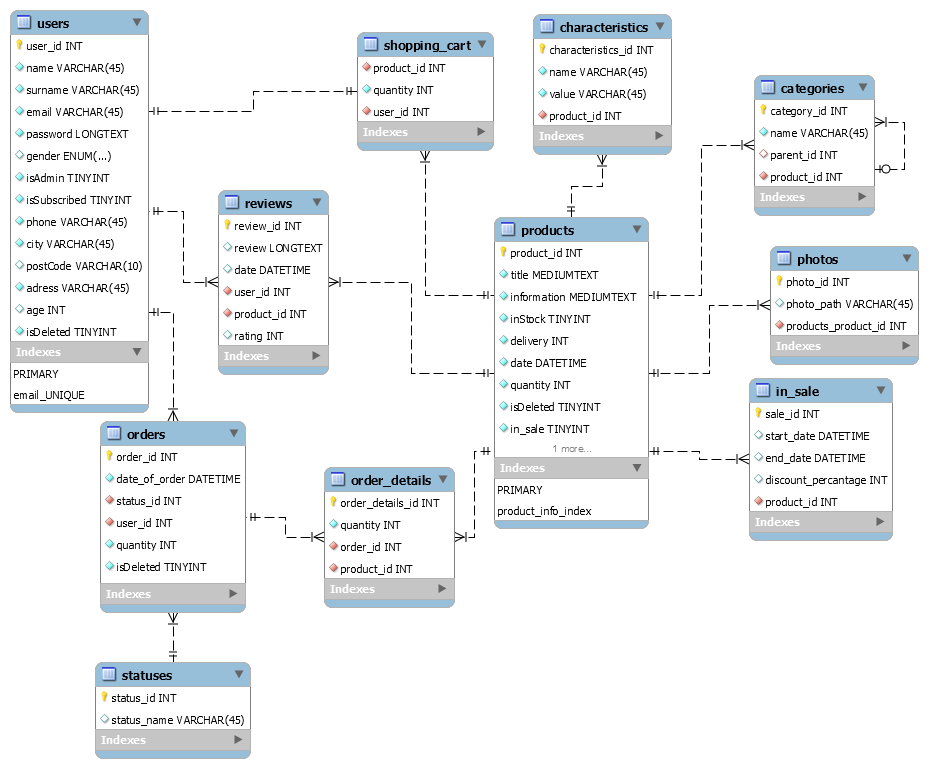 users
user_id INT
name VARCHAR(45)
surname VARCHAR(45)
email VARCHAR(45)
password LONGTEXT
gender ENUM(...)
isAdmin TINYINT
isSubscribed TINYINT
phone VARCHAR(45)
city VARCHAR(45)
postCode VARCHAR(10)
adress VARCHAR(45)
age INT
isDeleted TINYINT
Indexes
PRIMARY
email_UNIQUE
shopping_cart
product_id INT
quantity INT
user_id INT
Indexes
characteristics
characteristics_id INT
name VARCHAR(45)
value VARCHAR(45)
product_id INT
Indexes
categories
category_id INT
name VARCHAR(45)
parent_id INT
product_id INT
Indexes
reviews
review_id INT
review LONGTEXT
date DATETIME
user_id INT
product_id INT
rating INT
Indexes
products
product_id INT
title MEDIUMTEXT
information MEDIUMTEXT
inStock TINYINT
delivery INT
date DATETIME
quantity INT
isDeleted TINYINT
in_sale TINYINT
1 more...
Indexes
PRIMARY
product_info_index
photos
photo_id INT
photo_path VARCHAR(45)
products_product_id INT
Indexes
in_sale
sale_id INT
start_date DATETIME
end_date DATETIME
discount_percantage INT
product_id INT
Indexes
orders
order_id INT
date_of_order DATETIME
status_id INT
user_id INT
quantity INT
isDeleted TINYINT
Indexes
order_details
order_details_id INT
quantity INT
order_id INT
product_id INT
Indexes
statuses
status_id INT
status_name VARCHAR(45)
Indexes